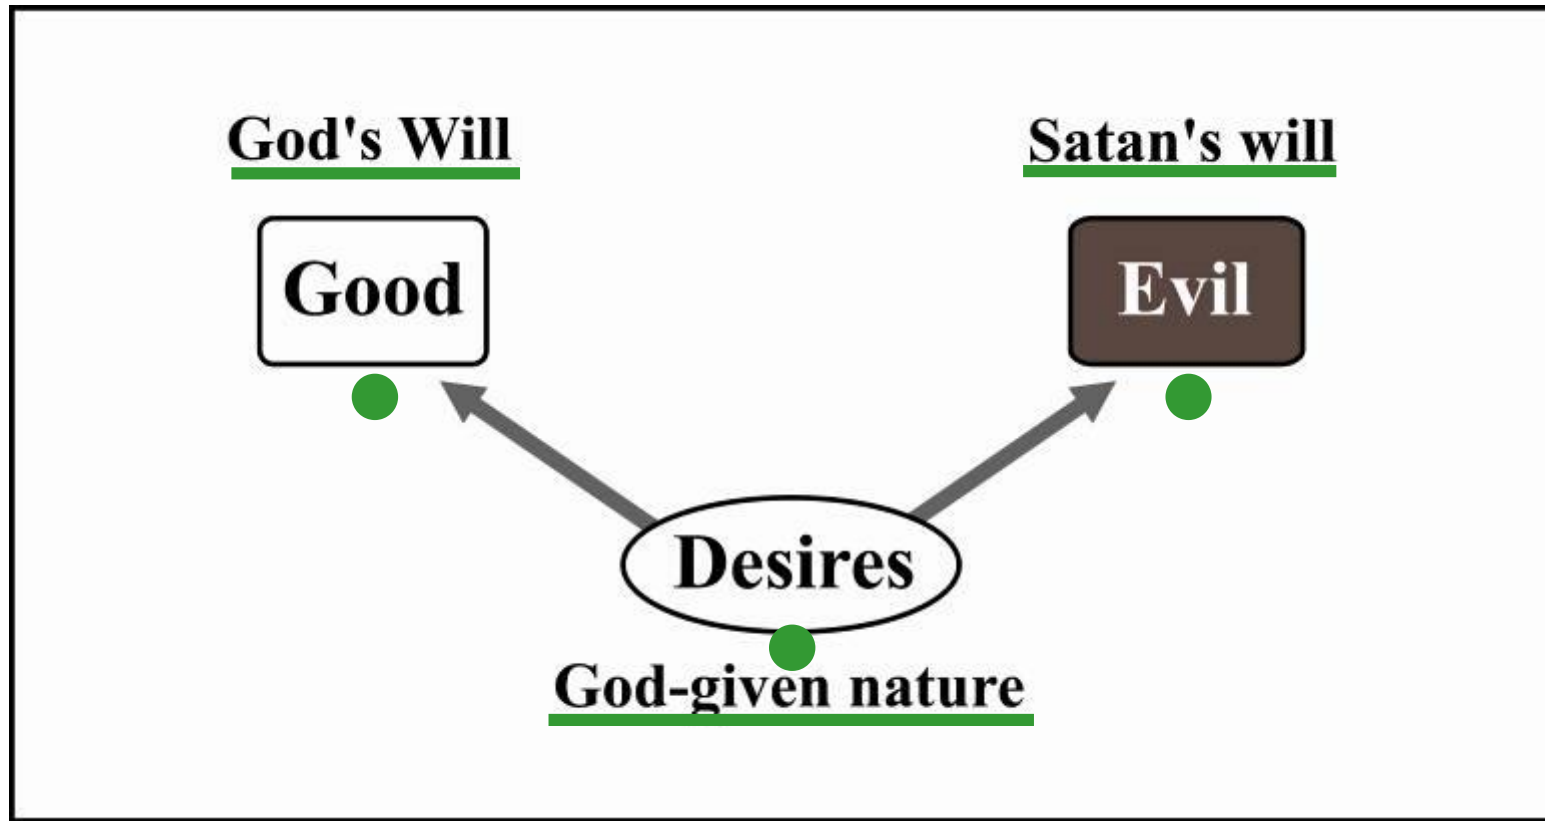 God's Will
Satan's will
Good
Evil
Desires
God-given nature